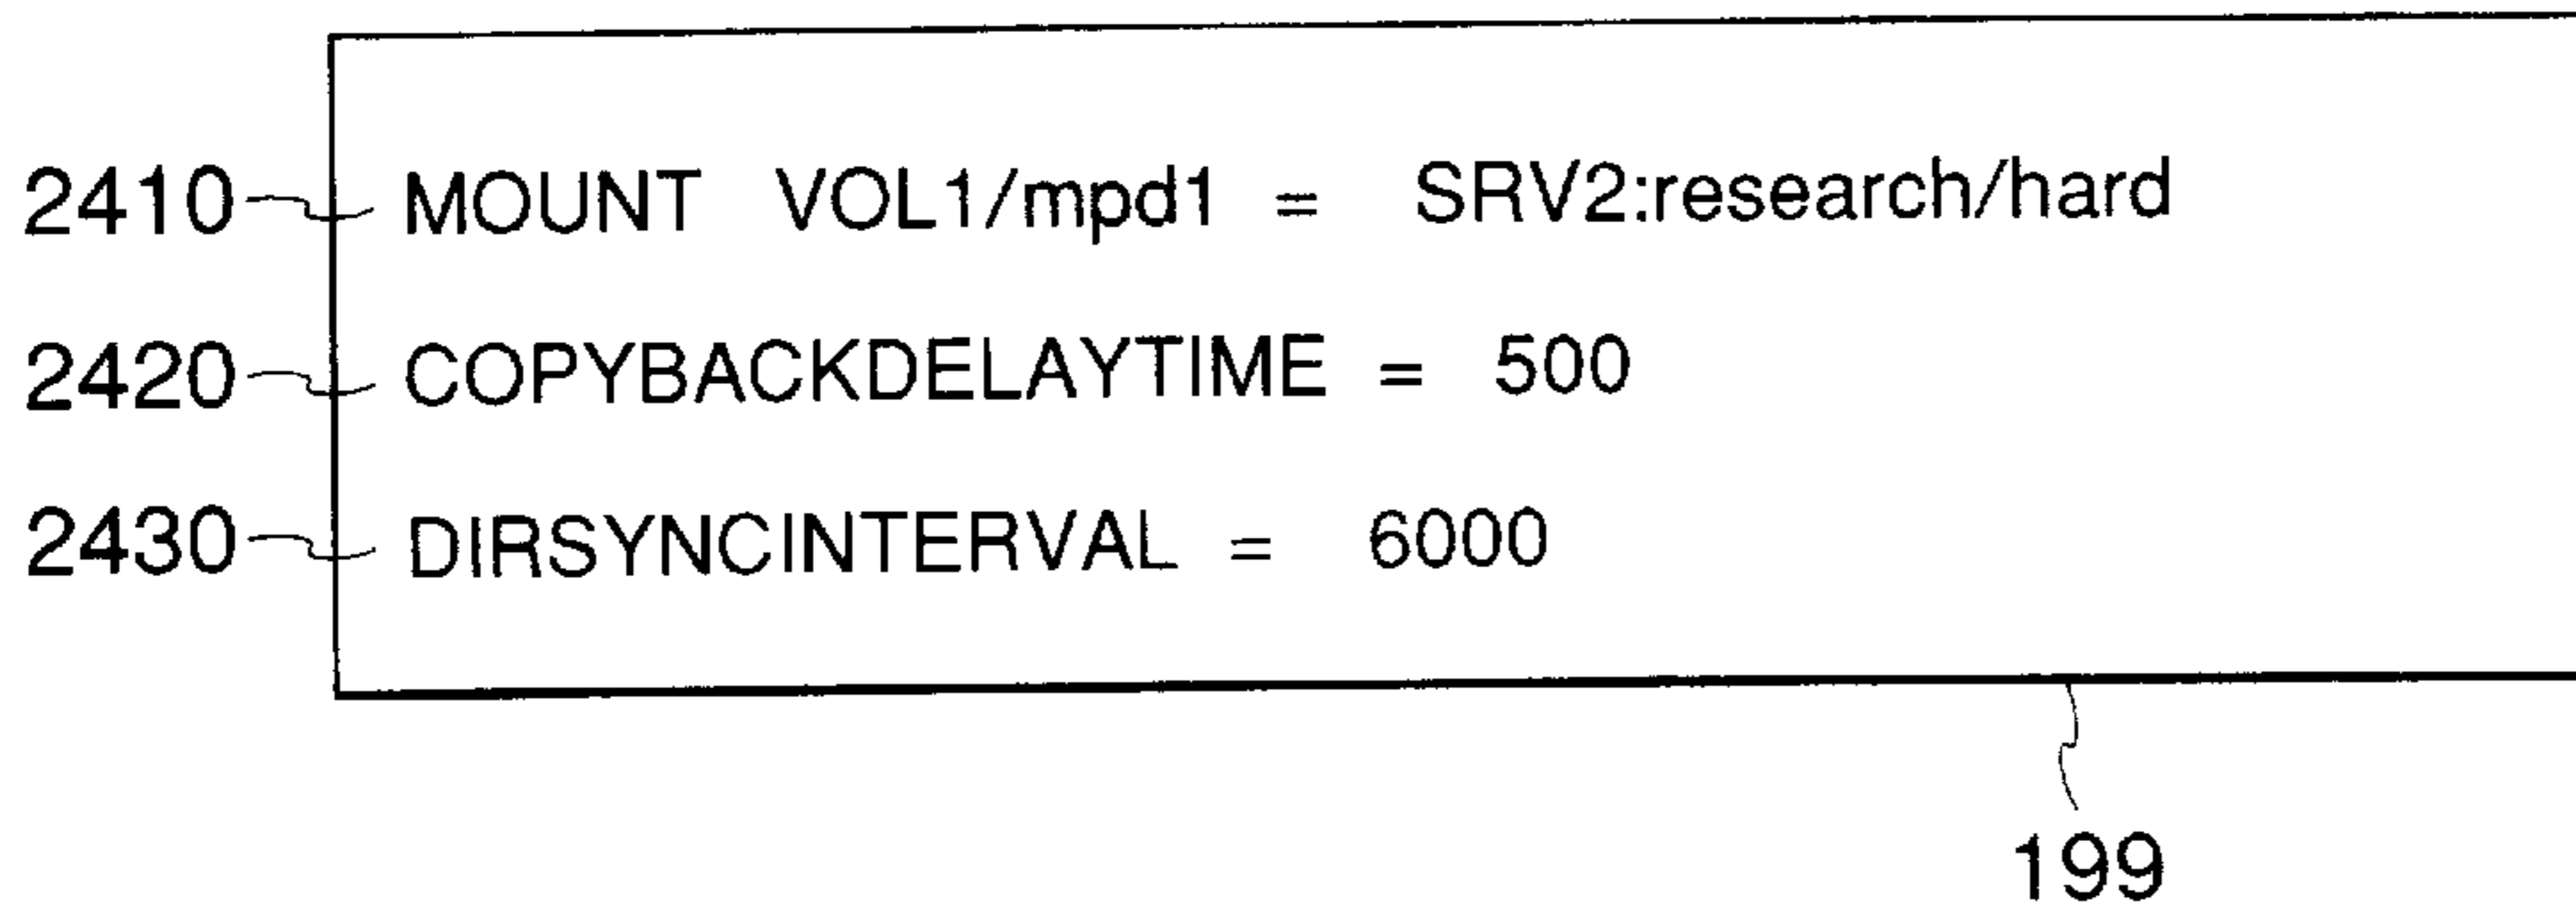 2410 MOUNT VOL1/mpd1 = SRV2:research/hard
2420 COPYBACKDELAYTIME = 500
2430 DIRSYNCINTERVAL = 6000
199